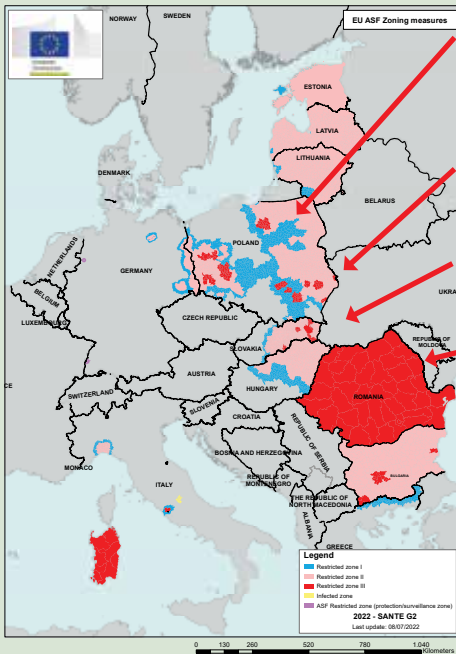 NORWAY
SWEDEN
EU ASF Zoning measures
ESTONIA
LATVIA
LITHUANIA
DENMARK
BELARUS
NETHERLANDS
POLAND
GERMANY
BELGIUM
UKRA
LUXEMBURG
CZECH REPUBLIC
SLOVAKIA
REPUBLIC OF
MOLDOVA
CE
AUSTRIA
HUNGARY
SWITZERLAND
ROMANIA
SLOVENIA
CROATIA
BOSNIA AND HERZEGOVINA
REPUBLIC OF SERBIA
MONACO
BULGARIA
ITALY
REPUBLIC OF
MONTENEGRO
THE REPUBLIC OF
NORTH MACEDONIA
ALBANIA
GREECE
Legend
Restricted zone I
Restricted zone II
Restricted zone III
Infected zone
ASF Restricted zone (protection/surveillance zone)
2022 - SANTE G2
Last update: 08/07/2022
0 130 260 520 780 1.040
Kilometers